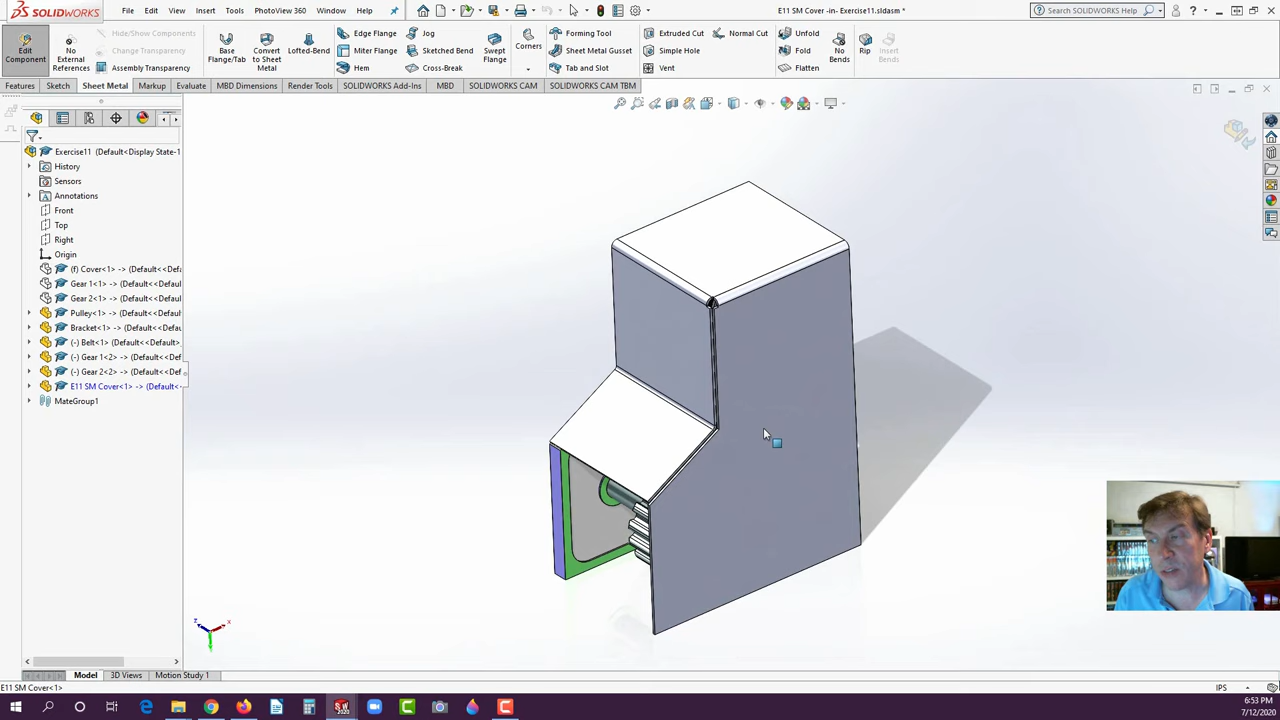 SOLIDWORKS
File Edit View Insert Tools PhotoView 360 Window Help
E11 SM Cover -in- Exercise11.sldasm *
Search SOLIDWORKS Help
Edit Component
No External References
Hide/Show Components
Change Transparency
Assembly Transparency
Base Flange/Tab
Convert to Sheet Metal
Lofted-Bend
Edge Flange
Miter Flange
Hem
Jog
Sketched Bend
Cross-Break
Swept Flange
Corners
Forming Tool
Sheet Metal Gusset
Tab and Slot
Extruded Cut
Simple Hole
Vent
Normal Cut
Unfold
Fold
Flatten
No Bends
Rip
Insert Bends
Features Sketch Sheet Metal Markup Evaluate MBD Dimensions Render Tools SOLIDWORKS Add-Ins MBD SOLIDWORKS CAM SOLIDWORKS CAM TBM
Exercise11 (Default<Display State-1
History
Sensors
Annotations
Front
Top
Right
Origin
(f) Cover<1> -> (Default<<Defa
Gear 1<1> -> (Default<<Def
Gear 2<1> -> (Default<<Def
Pulley<1> -> (Default<<Defa
Bracket<1> -> (Default<<Def
(-) Belt<1> -> (Default<<Def
(-) Gear 1<2> -> (Default<<Def
(-) Gear 2<2> -> (Default<<Def
E11 SM Cover<1> -> (Default<
MateGroup1
Z X
Model 3D Views Motion Study 1
E11 SM Cover<1>
IPS
6:53 PM
7/12/2020